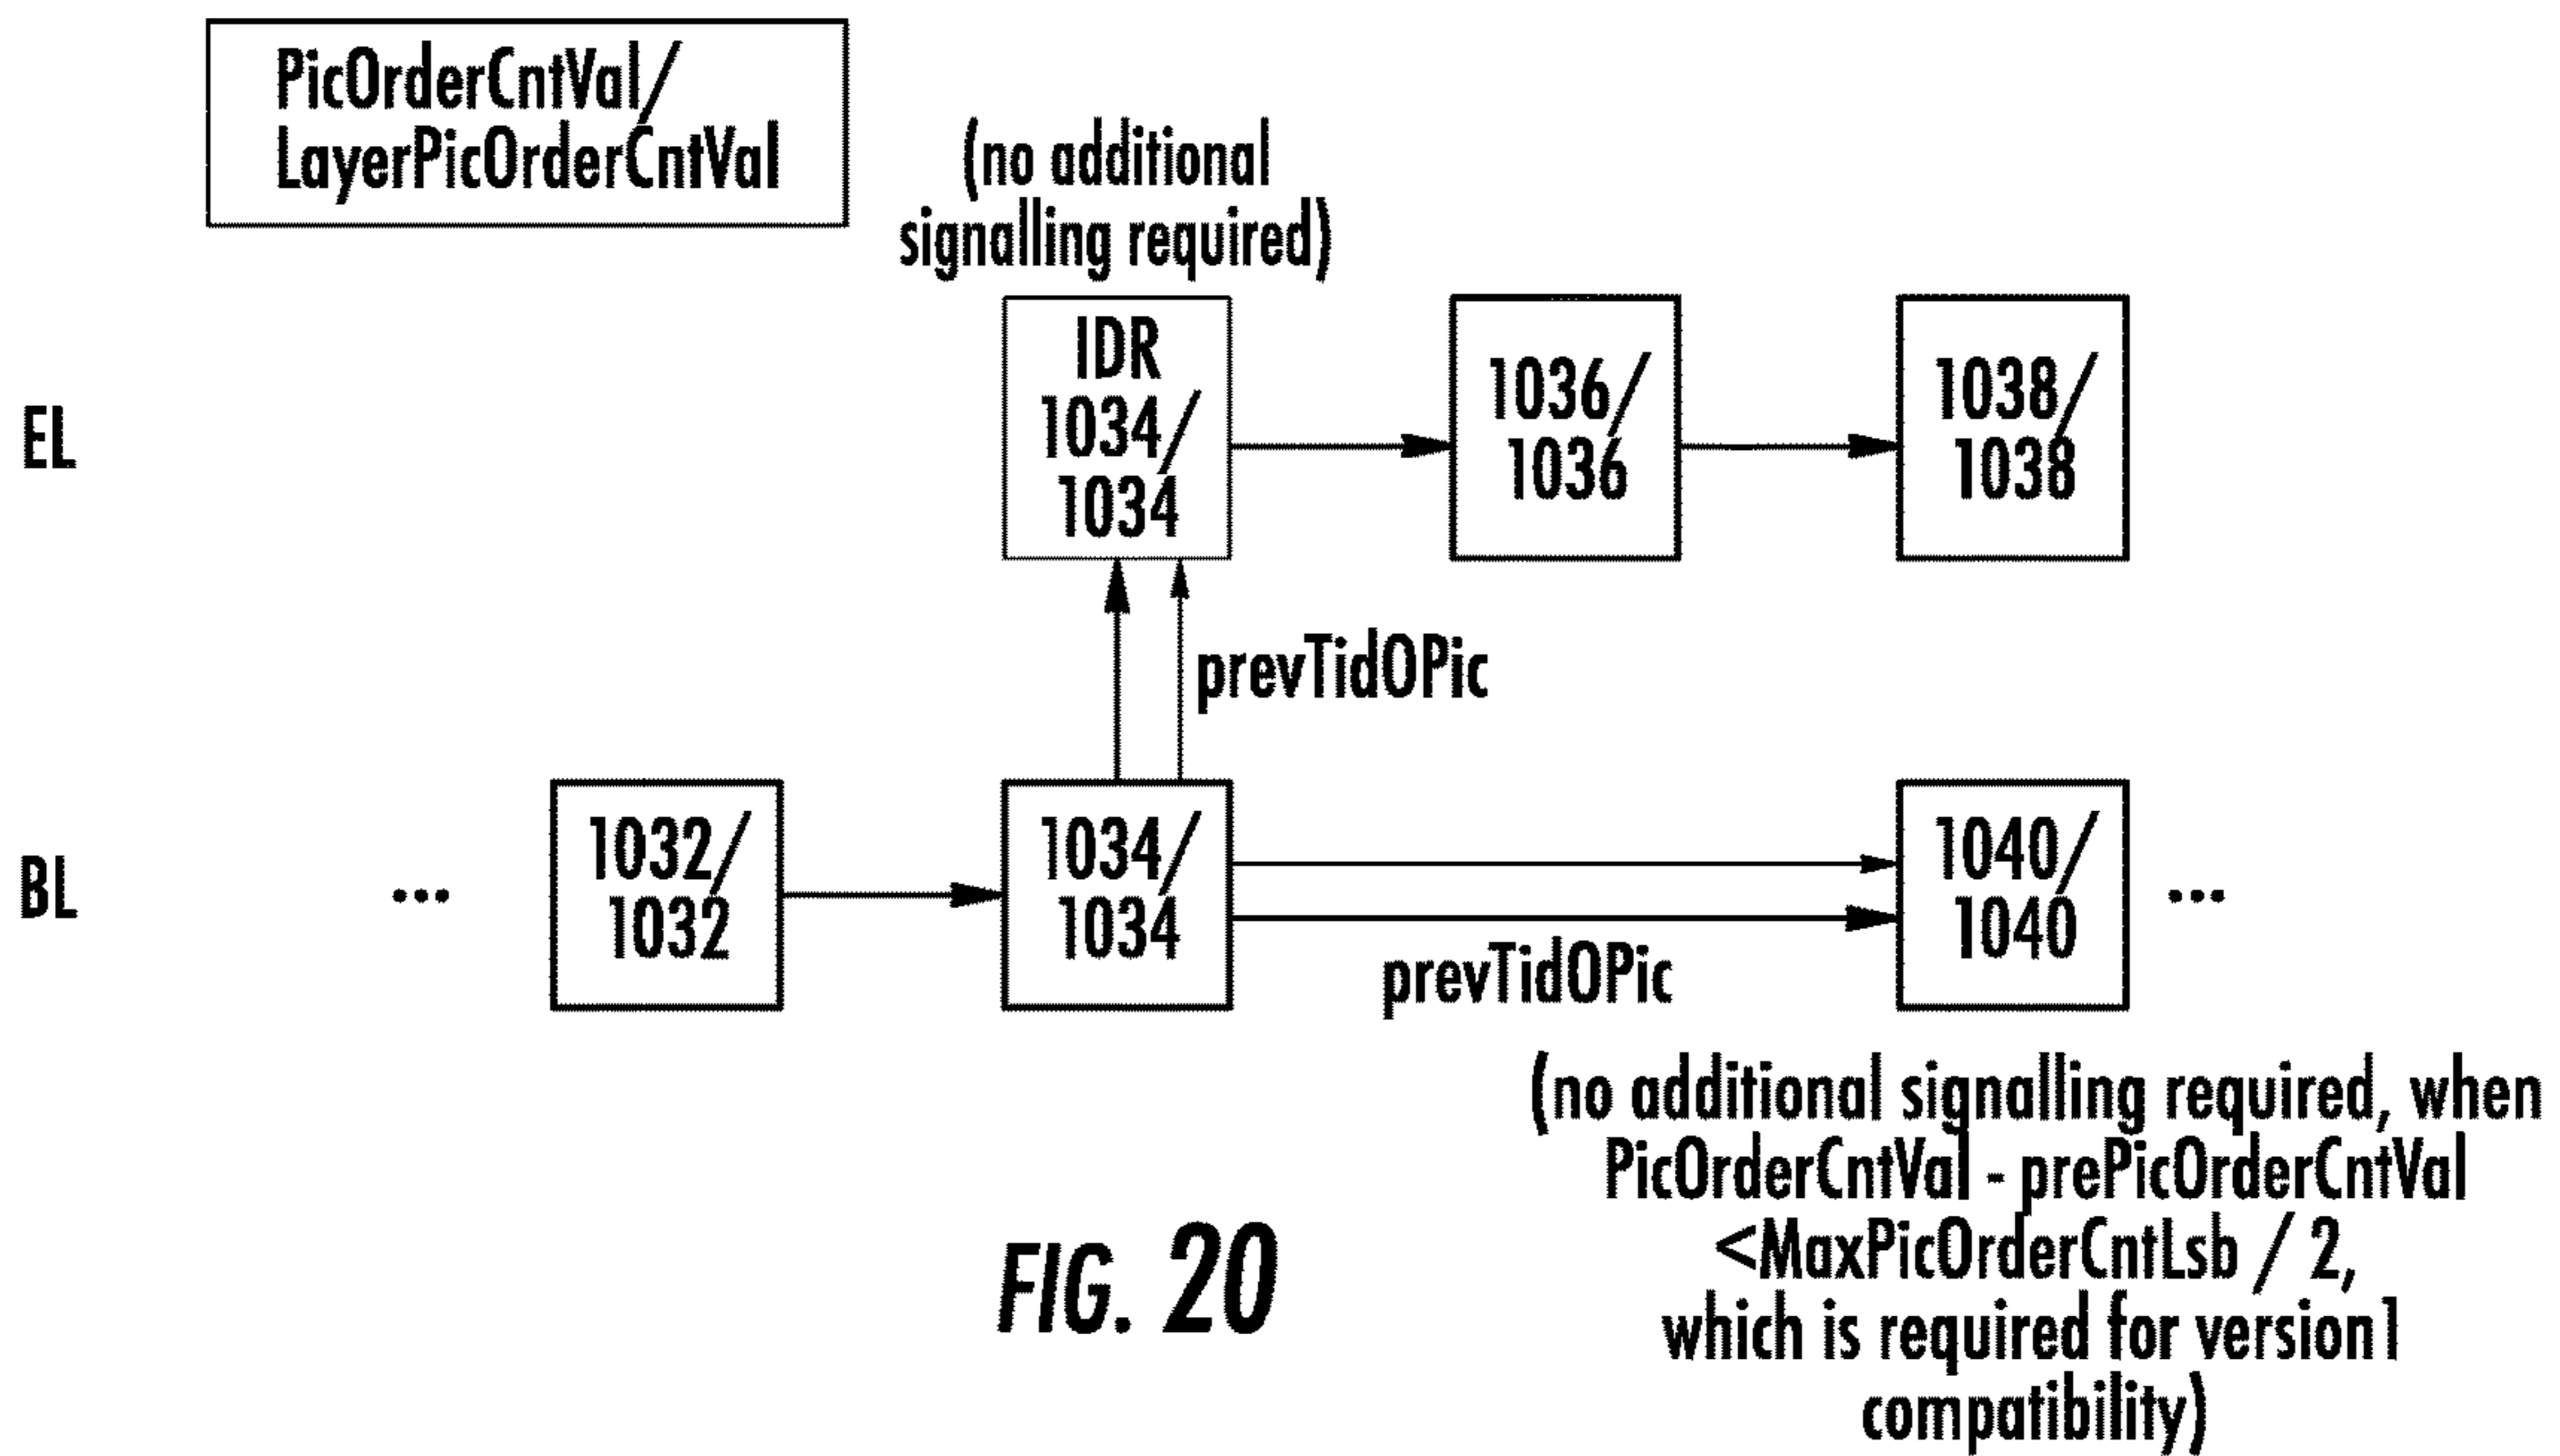 PicOrderCntVal/
LayerPicOrderCntVal
(no additional
signalling required)
EL
IDR
1034/
1034
1036/
1036
1038/
1038
prevTidOPic
BL
...
1032/
1032
1034/
1034
prevTidOPic
1040/
1040
...
(no additional signalling required, when
PicOrderCntVal - prePicOrderCntVal
<MaxPicOrderCntLsb / 2,
which is required for version1
compatibility)
FIG. 20